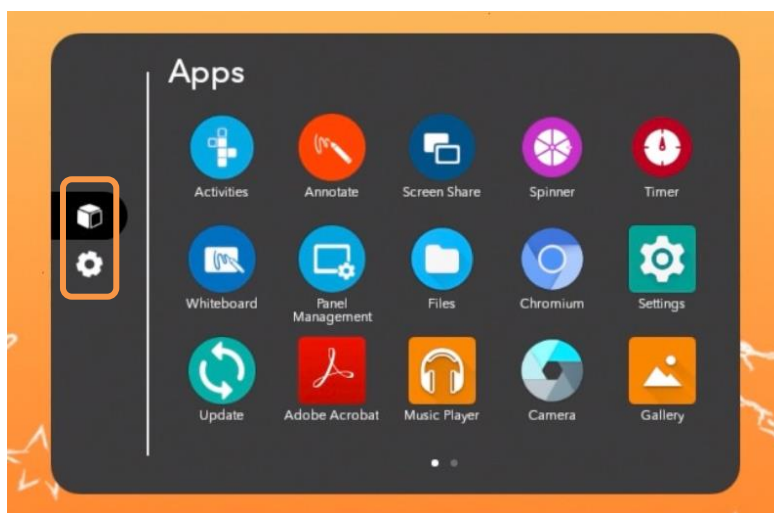 Apps
Activities
Annotate
Screen Share
Spinner
Timer
Whiteboard
Panel
Management
Files
Chromium
Settings
Update
Adobe Acrobat
Music Player
Camera
Gallery